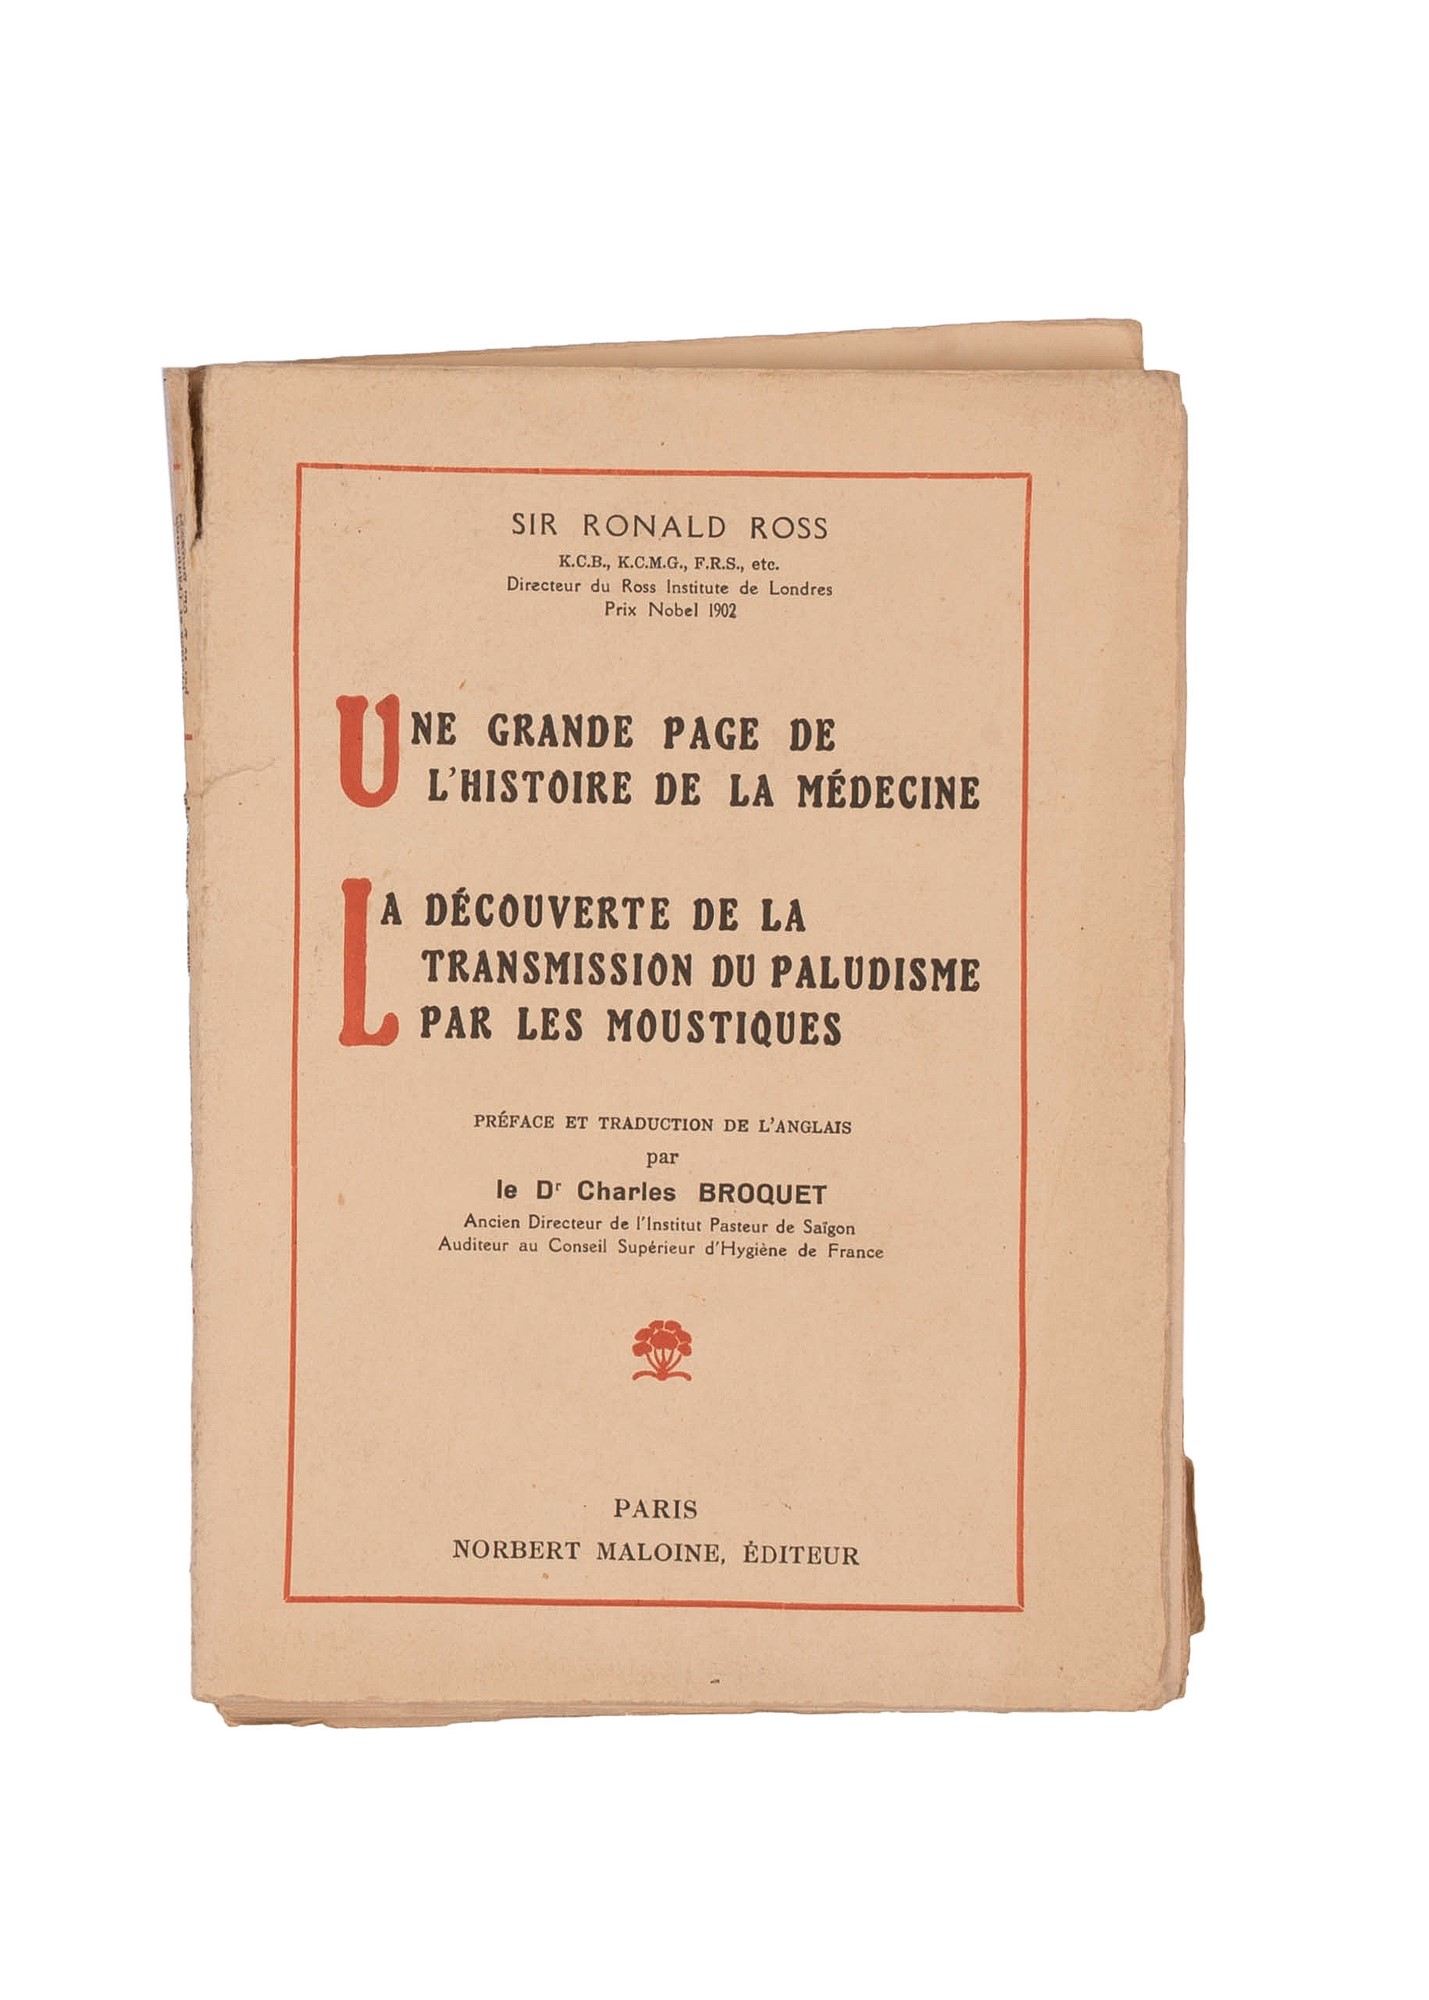 SIR RONALD ROSS
K.C.B., K.C.M.G., F.R.S., etc.
Directeur du Ross Institute de Londres
Prix Nobel 1902
UNE GRANDE PAGE DE
L'HISTOIRE DE LA MÉDECINE
LA DÉCOUVERTE DE LA
TRANSMISSION DU PALUDISME
PAR LES MOUSTIQUES
PRÉFACE ET TRADUCTION DE L'ANGLAIS
par
le Dr Charles BROQUET
Ancien Directeur de l'Institut Pasteur de Saïgon
Auditeur au Conseil Supérieur d'Hygiène de France
PARIS
NORBERT MALOINE, ÉDITEUR